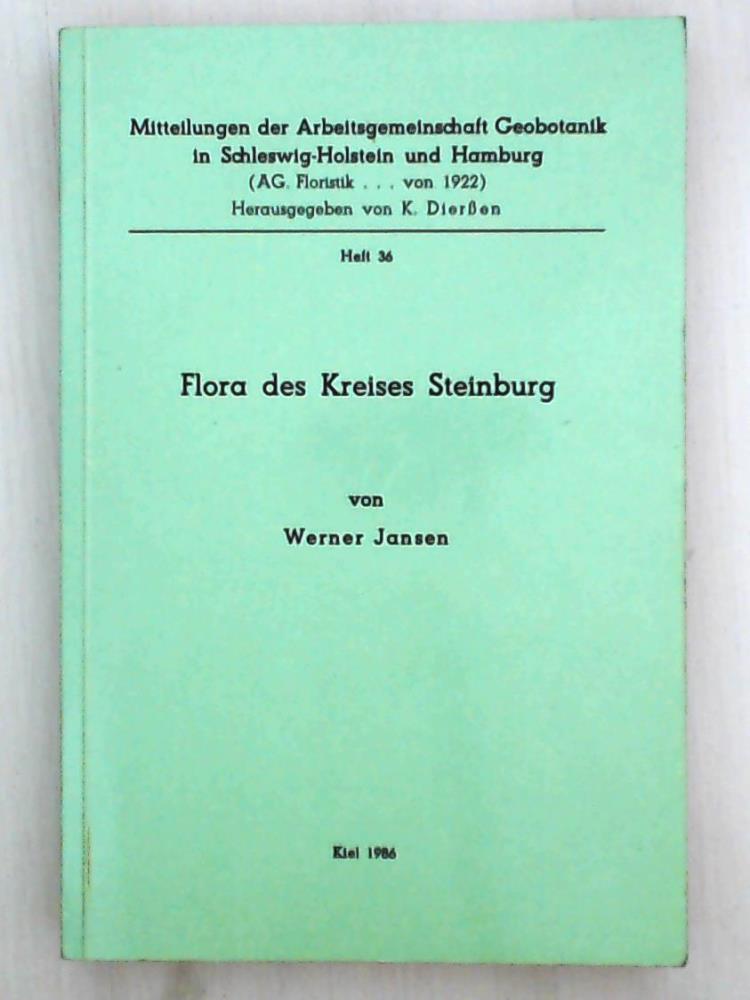 Mitteilungen der Arbeitsgemeinschaft Geobotanik
in Schleswig-Holstein und Hamburg
(AG. Floristik . . . von 1922)
Herausgegeben von K. Dierßen
Heft 36
Flora des Kreises Steinburg
von
Werner Jansen
Kiel 1986